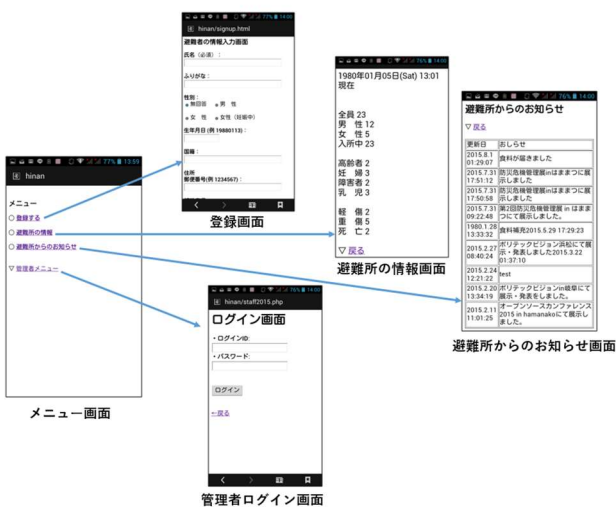 77% 14:00
hinan/signup.html
避難者の情報入力画面
氏名（必須）：
ふりがな：
性別：
無回答 男 性
女 性 女性（妊娠中）
生年月日 (例 19880113)：
国籍：
住所
郵便番号(例 1234567)：
登録画面
76% 14:00
1980年01月05日(Sat) 13:01
現在
全員 23
男 性 12
女 性 5
入所中 23
高齢者 2
妊 婦 3
障害者 2
乳 児 3
軽 傷 2
重 傷 5
死 亡 2
▽ 戻る
避難所の情報画面
76% 14:00
避難所からのお知らせ
▽ 戻る
更新日 おしらせ
2015.8.1 01:29:07 食料が届きました
2015.7.31 17:51:12 防災危機管理展inはままつに展示しました
2015.7.31 17:50:58 防災危機管理展inはままつに展示しました
2015.7.31 09:22:48 第2回防災危機管理展 in はままつにて展示しました。
1980.1.28 13:33:32 食料補充2015.5.29 17:29:23
2015.2.27 08:40:24 ポリテックビジョン浜松にて展示・発表しました2015.3.22 01:37:10
2015.2.24 12:21:22 test
2015.2.20 13:34:19 ポリテックビジョンin岐阜にて展示・発表をしました。
2015.2.11 11:01:25 オープンソースカンファレンス2015 in hamanakoにて展示しました。
避難所からのお知らせ画面
77% 13:59
hinan
メニュー
○ 登録する
○ 避難所の情報
○ 避難所からのお知らせ
▽ 管理者メニュー
メニュー画面
76% 14:00
hinan/staff2015.php
ログイン画面
・ログインID:
・パスワード:
ログイン
←戻る
管理者ログイン画面